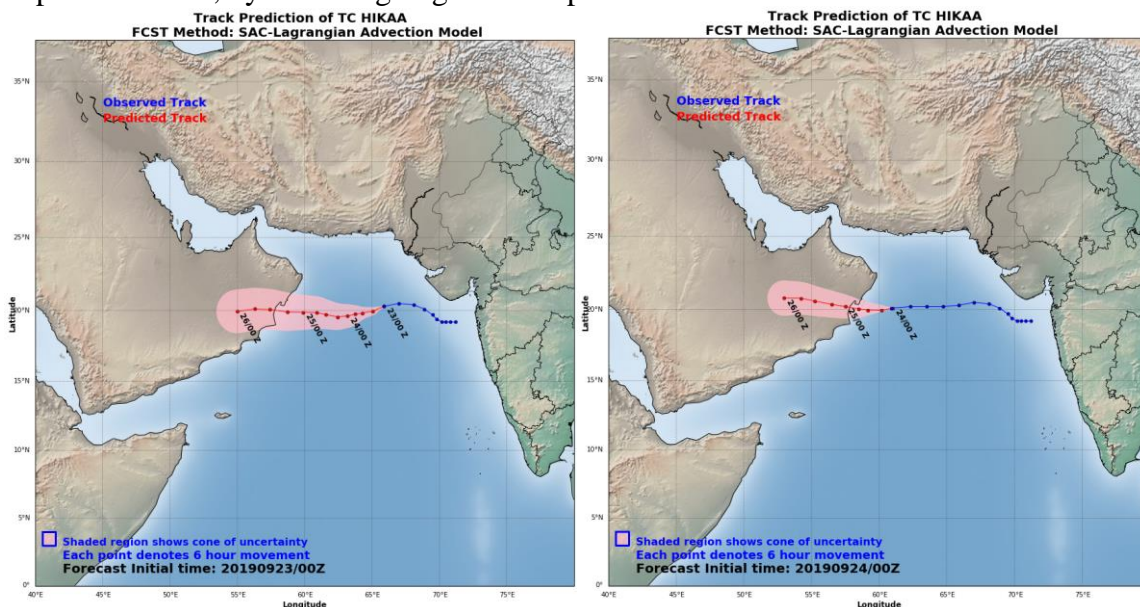 Track Prediction of TC HIKAA
FCST Method: SAC-Lagrangian Advection Model
35°N
30°N
25°N
20°N
15°N
10°N
5°N
0°
Latitude
Observed Track
Predicted Track
26/00 Z
25/00 Z
24/00 Z
23/00 Z
Shaded region shows cone of uncertainty
Each point denotes 6 hour movement
Forecast Initial time: 20190923/00Z
40°E 45°E 50°E 55°E 60°E 65°E 70°E 75°E
Longitude
Track Prediction of TC HIKAA
FCST Method: SAC-Lagrangian Advection Model
35°N
30°N
25°N
20°N
15°N
10°N
5°N
0°
Latitude
Observed Track
Predicted Track
26/00 Z
25/00 Z
24/00 Z
Shaded region shows cone of uncertainty
Each point denotes 6 hour movement
Forecast Initial time: 20190924/00Z
40°E 45°E 50°E 55°E 60°E 65°E 70°E 75°E
Longitude